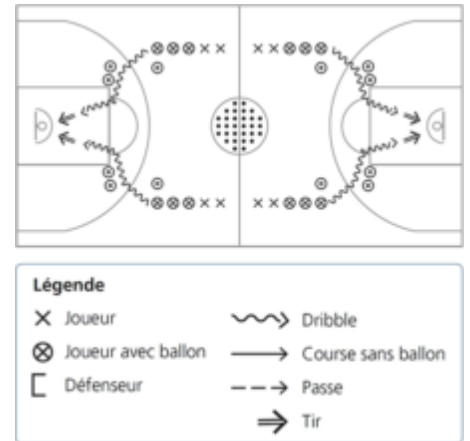 Légende
Joueur
Dribble
Joueur avec ballon
Course sans ballon
Défenseur
Passe
Tir